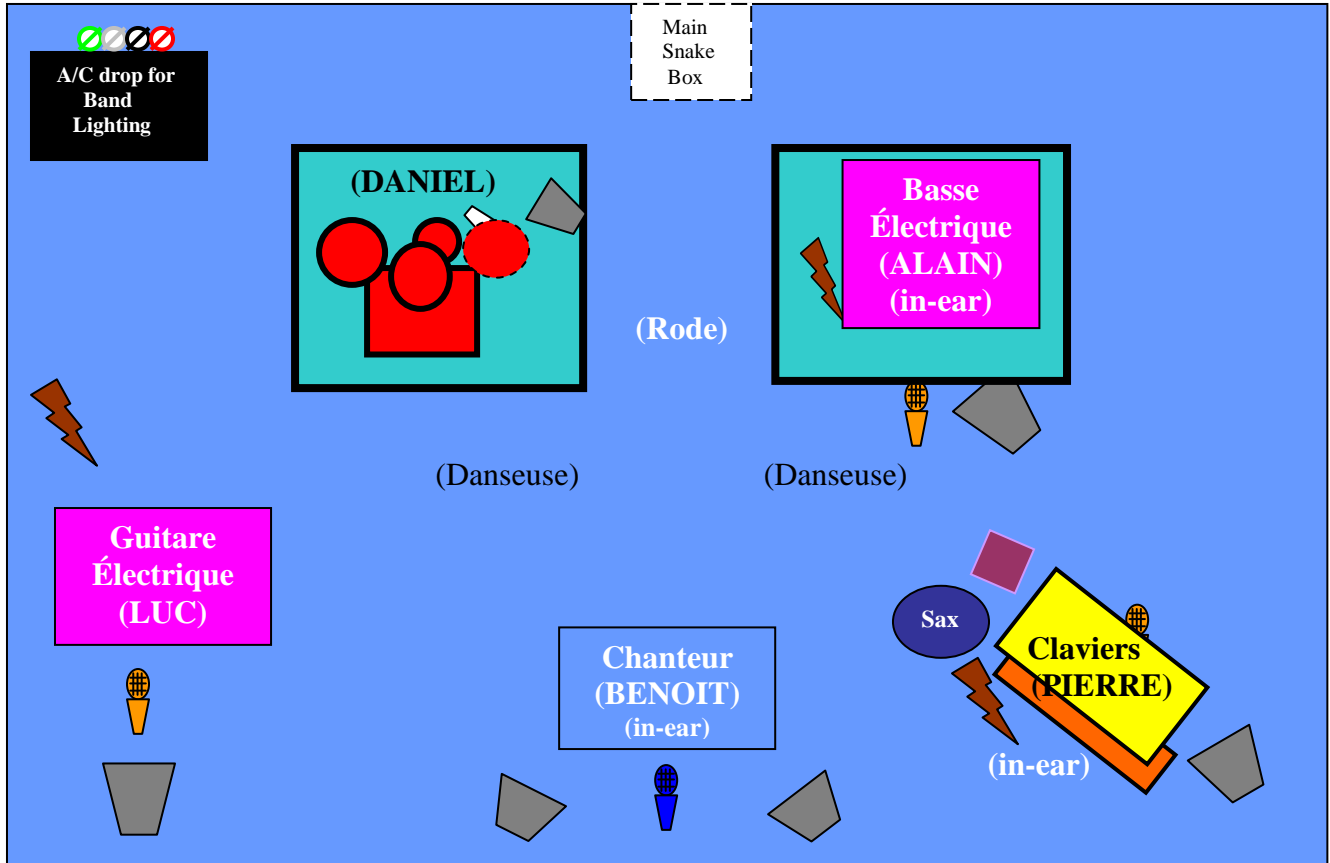 A/C drop for
Band
Lighting
Main
Snake
Box
(DANIEL)
Basse
Électrique
(ALAIN)
(in-ear)
(Rode)
(Danseuse)
(Danseuse)
Guitare
Électrique
(LUC)
Chanteur
(BENOIT)
(in-ear)
Sax
Claviers
(PIERRE)
(in-ear)